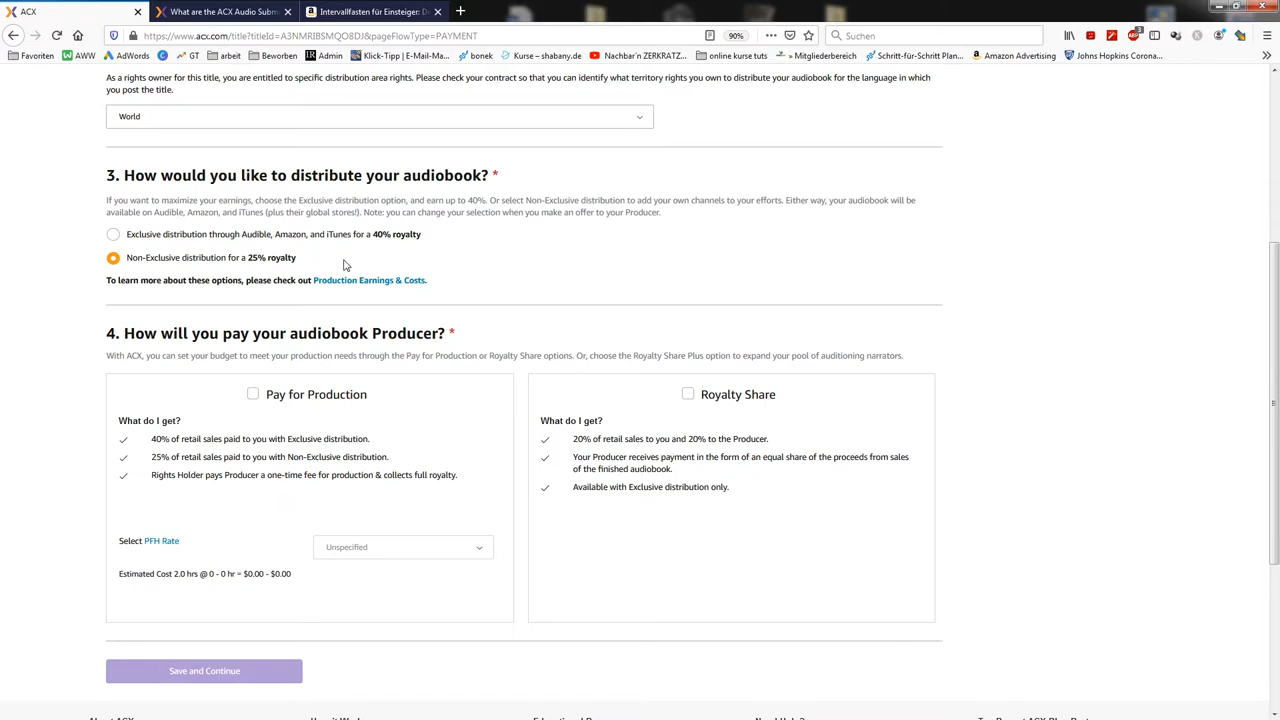 ACX
What are the ACX Audio Subm
Intervallfasten für Einsteiger: De
https://www.acx.com/title?titleId=A3NMRIBSMQO8DJ&pageFlowType=PAYMENT
90%
Suchen
Favoriten
AWW
AdWords
GT
arbeit
Beworben
Admin
Klick-Tipp | E-Mail-Ma...
bonek
Kurse – shabany.de
Nachbar´n ZERKRATZ...
online kurse tuts
» Mitgliederbereich
Schritt-für-Schritt Plan...
Amazon Advertising
Johns Hopkins Corona...
As a rights owner for this title, you are entitled to specific distribution area rights. Please check your contract so that you can identify what territory rights you own to distribute your audiobook for the language in which
you post the title.
World
3. How would you like to distribute your audiobook? *
If you want to maximize your earnings, choose the Exclusive distribution option, and earn up to 40%. Or select Non-Exclusive distribution to add your own channels to your efforts. Either way, your audiobook will be
available on Audible, Amazon, and iTunes (plus their global stores!). Note: you can change your selection when you make an offer to your Producer.
Exclusive distribution through Audible, Amazon, and iTunes for a 40% royalty
Non-Exclusive distribution for a 25% royalty
To learn more about these options, please check out Production Earnings & Costs.
4. How will you pay your audiobook Producer? *
With ACX, you can set your budget to meet your production needs through the Pay for Production or Royalty Share options. Or, choose the Royalty Share Plus option to expand your pool of auditioning narrators.
Pay for Production
What do I get?
40% of retail sales paid to you with Exclusive distribution.
25% of retail sales paid to you with Non-Exclusive distribution.
Rights Holder pays Producer a one-time fee for production & collects full royalty.
Select PFH Rate
Unspecified
Estimated Cost 2.0 hrs @ 0 - 0 hr = $0.00 - $0.00
Royalty Share
What do I get?
20% of retail sales to you and 20% to the Producer.
Your Producer receives payment in the form of an equal share of the proceeds from sales
of the finished audiobook.
Available with Exclusive distribution only.
Save and Continue